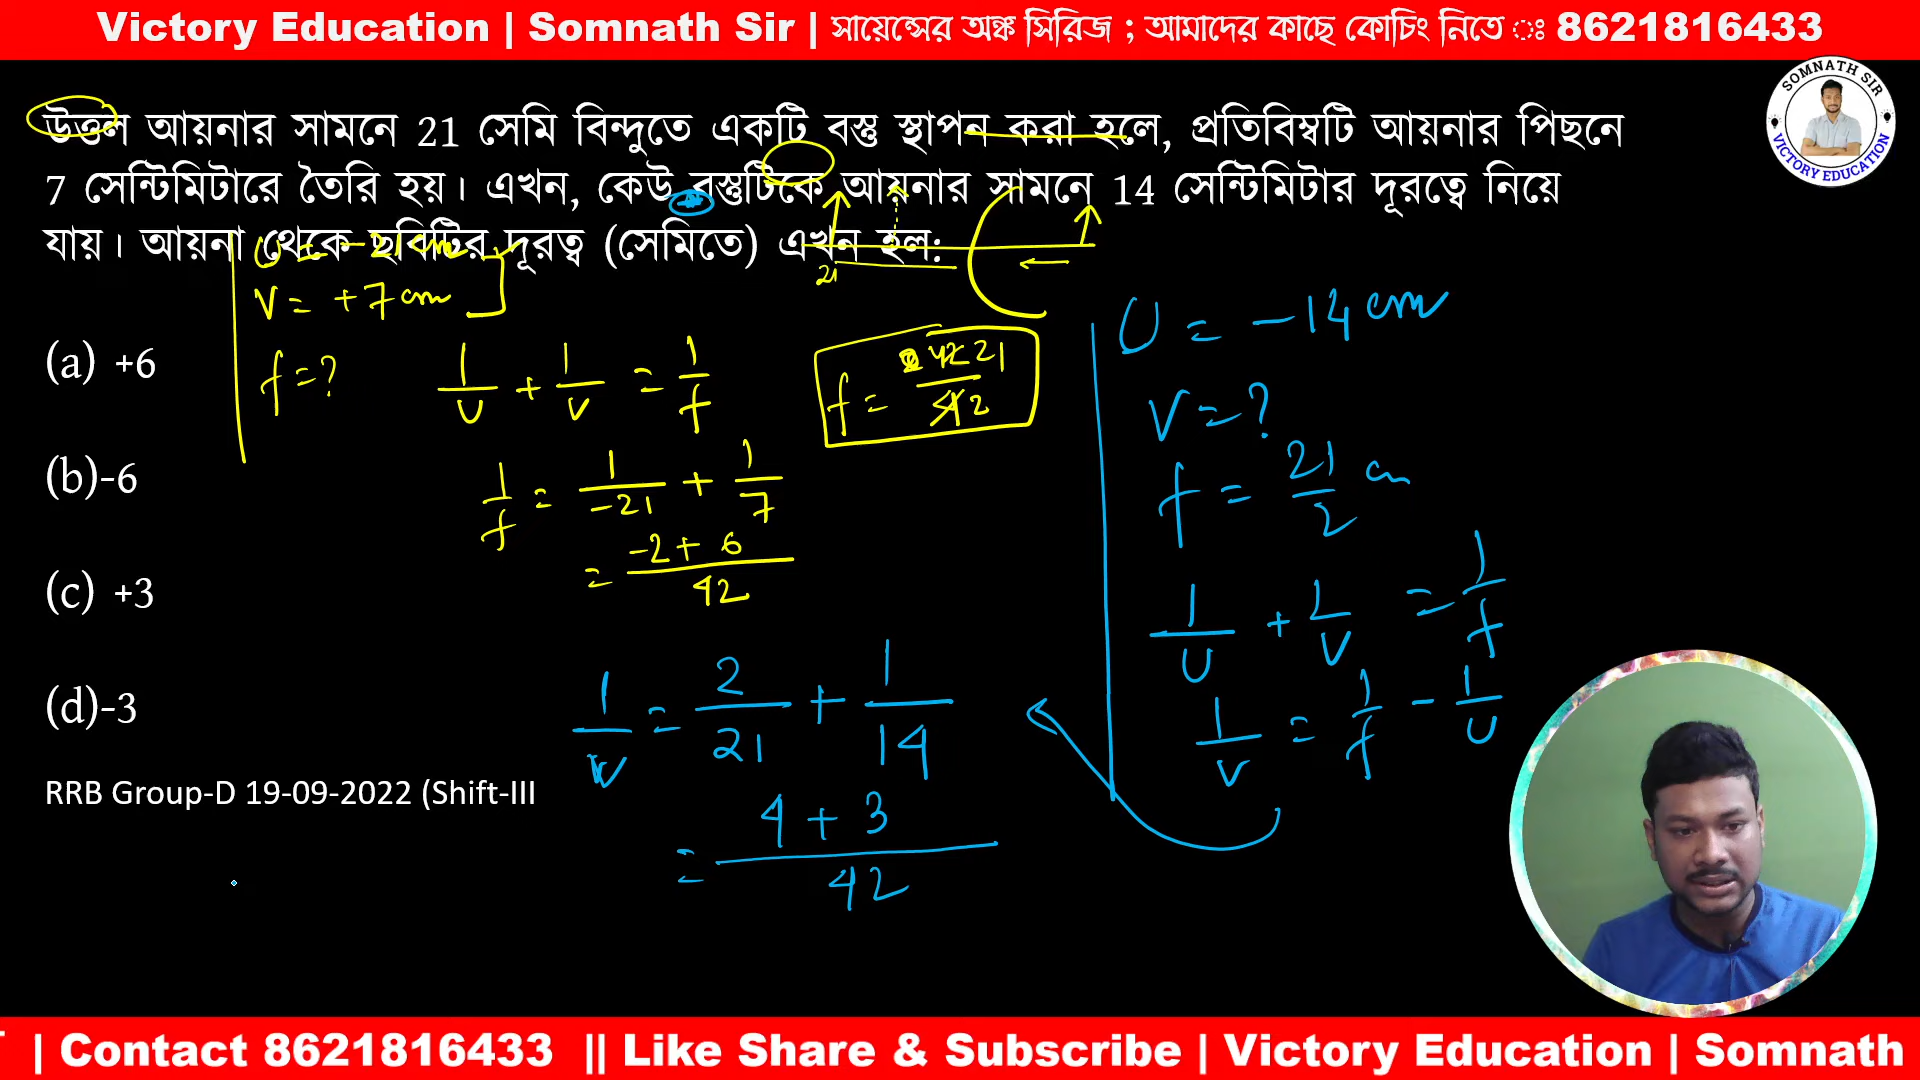 Victory Education | Somnath Sir | সায়েন্সের অঙ্ক সিরিজ ; আমাদের কাছে কোচিং নিতে ঃ 8621816433
SOMNATH SIR
VICTORY EDUCATION
উত্তল আয়নার সামনে 21 সেমি বিন্দুতে একটি বস্তু স্থাপন করা হলে, প্রতিবিম্বটি আয়নার পিছনে
7 সেন্টিমিটারে তৈরি হয়। এখন, কেউ বস্তুটিকে আয়নার সামনে 14 সেন্টিমিটার দূরত্বে নিয়ে
যায়। আয়না থেকে ছবিটির দূরত্ব (সেমিতে) এখন হল:
21
U = -21 cm
V = +7 cm
f = ?
1/U + 1/V = 1/f
1/f = 1/-21 + 1/7
= -2 + 6 / 42
U = -14 cm
V = ?
f = 21/2
1/U + 1/V = 1/f
1/V = 1/f - 1/U
1/V = 2/21 + 1/14
= 4 + 3 / 42
(a) +6
(b)-6
(c) +3
(d)-3
RRB Group-D 19-09-2022 (Shift-III
| Contact 8621816433 || Like Share & Subscribe | Victory Education | Somnath